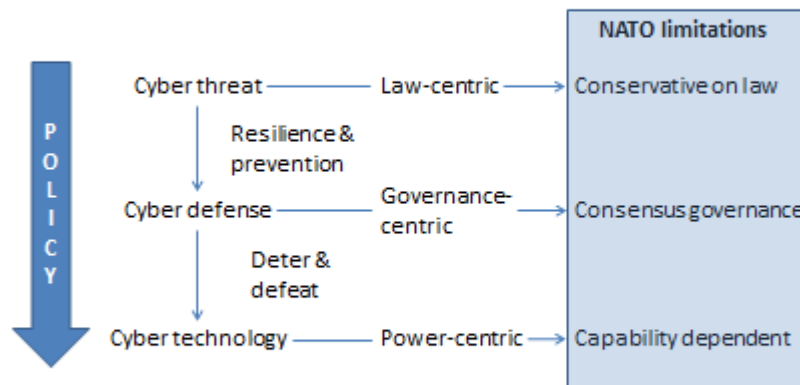 NATO limitations
POLICY
Cyber threat
Law-centric
Conservative on law
Resilience &
prevention
Cyber defense
Governance-
centric
Consensus governance
Deter &
defeat
Cyber technology
Power-centric
Capability dependent